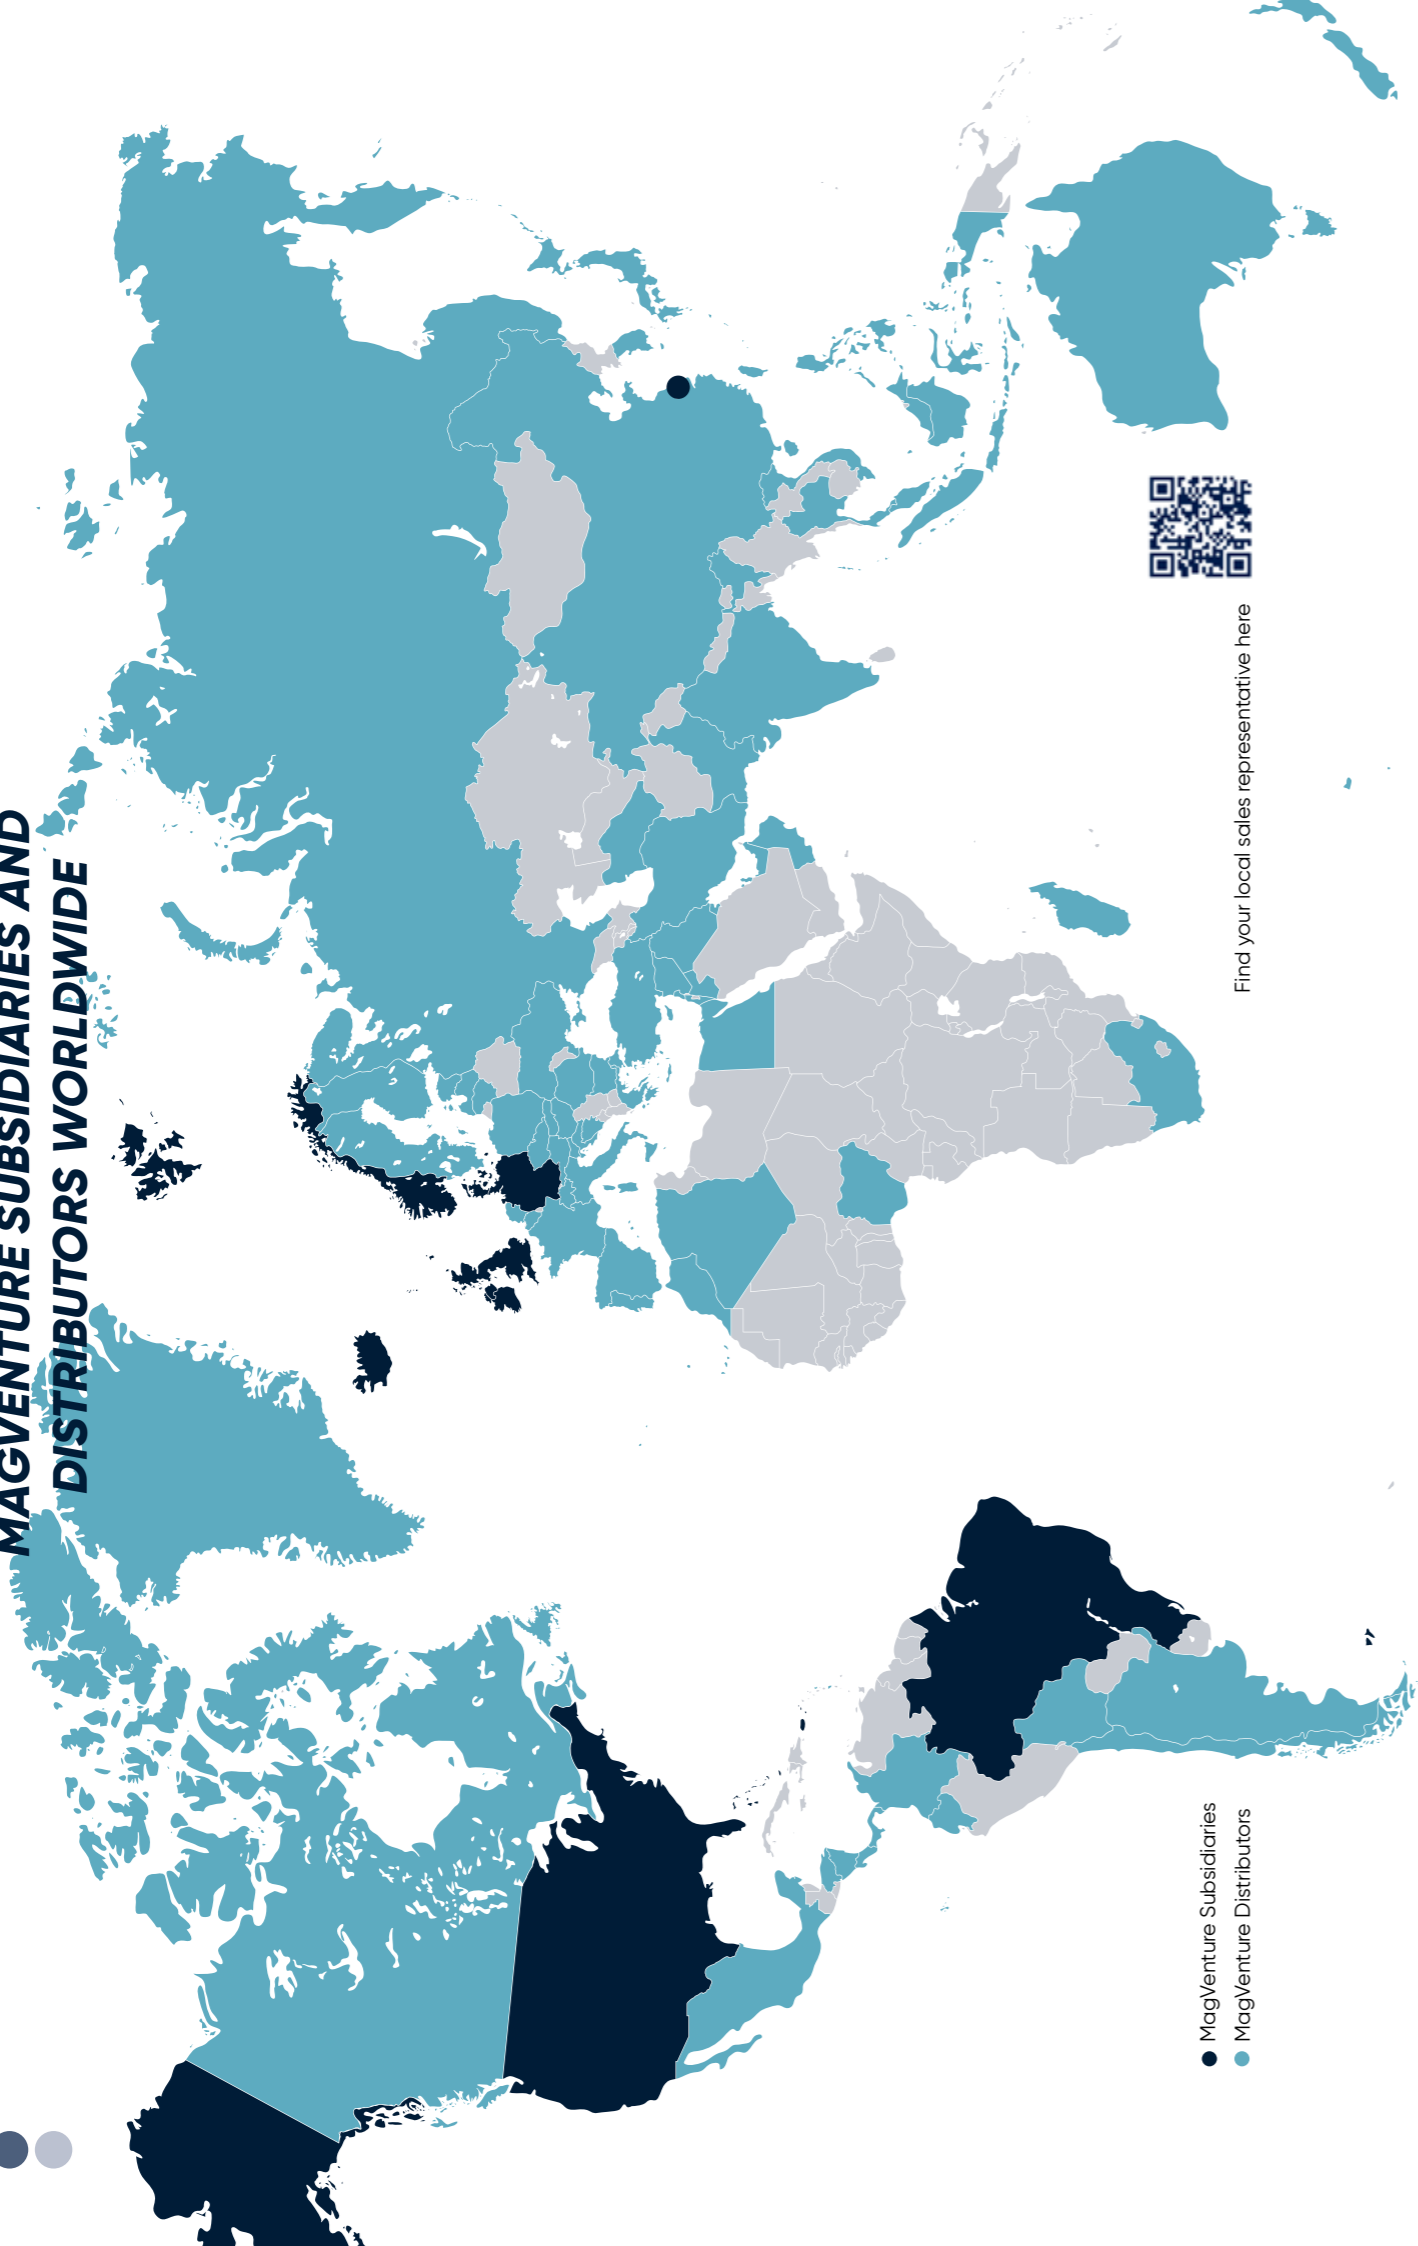 MAGVENTURE SUBSIDIARIES AND
DISTRIBUTORS WORLDWIDE
Find your local sales representative here
MagVenture Subsidiaries
MagVenture Distributors